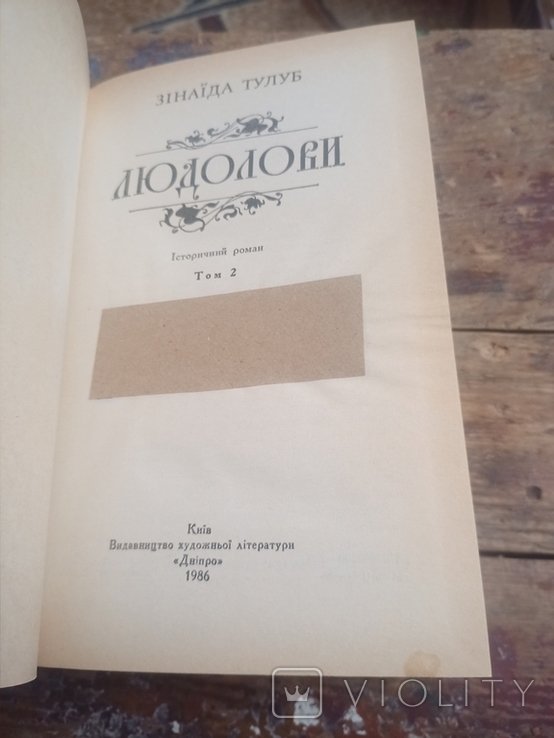 ЗІНАЇДА ТУЛУБ
ЛЮДОЛОВИ
Історичний роман
Том 2
Київ
Видавництво художньої літератури
«Дніпро»
1986
VIOLITY